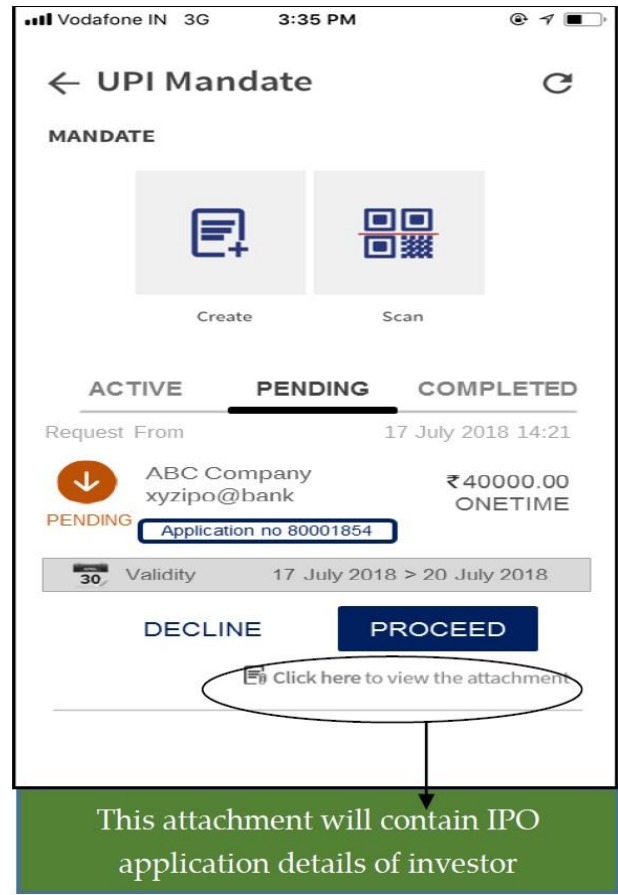 Vodafone IN 3G 3:35 PM
← UPI Mandate
MANDATE
Create Scan
ACTIVE PENDING COMPLETED
Request From 17 July 2018 14:21
ABC Company ₹40000.00
xyzipo@bank ONETIME
PENDING
Application no 80001854
30 Validity 17 July 2018 > 20 July 2018
DECLINE PROCEED
Click here to view the attachment
This attachment will contain IPO
application details of investor